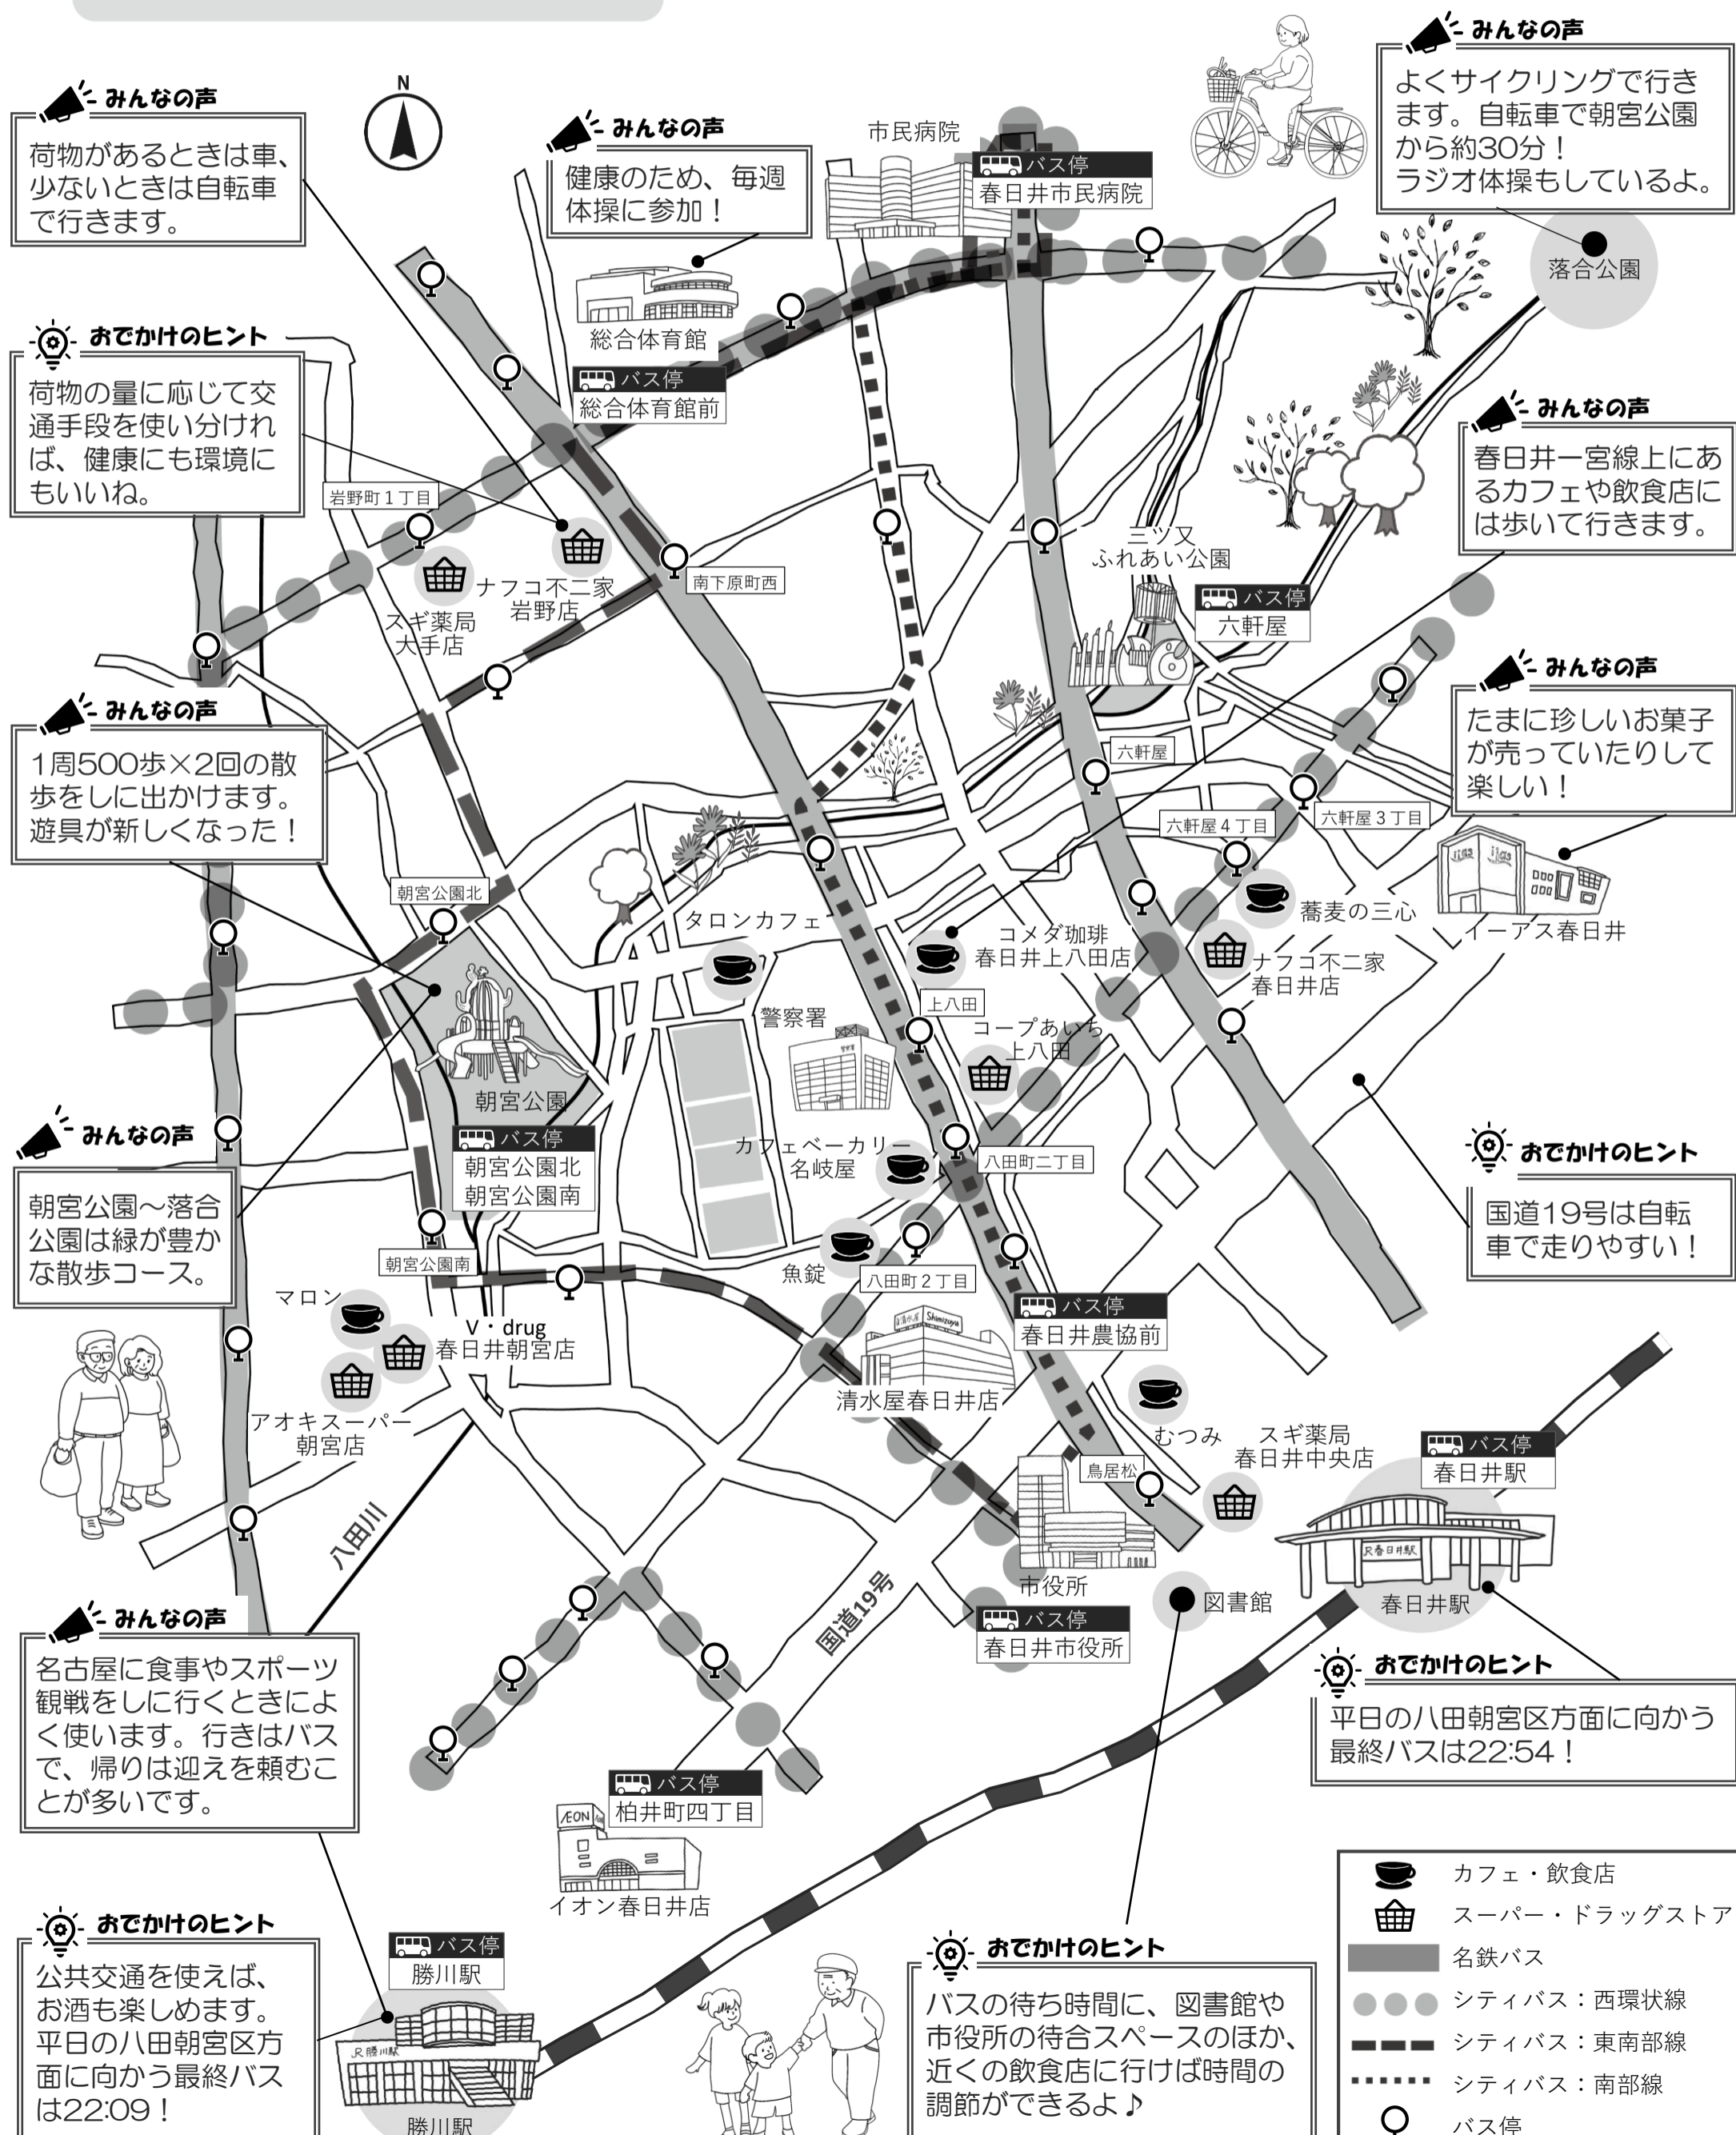 みんなの声
よくサイクリングで行き
ます。自転車で朝宮公園
から約30分！
ラジオ体操もしているよ。
みんなの声
荷物があるときは車、
少ないときは自転車
で行きます。
N
みんなの声
健康のため、毎週
体操に参加！
市民病院
バス停
春日井市民病院
落合公園
総合体育館
バス停
総合体育館前
おでかけのヒント
荷物の量に応じて交
通手段を使い分けれ
ば、健康にも環境に
もいいね。
みんなの声
春日井一宮線上にあ
るカフェや飲食店に
は歩いて行きます。
岩野町１丁目
ナフコ不二家
岩野店
スギ薬局
大手店
南下原町西
三ツ又
ふれあい公園
バス停
六軒屋
みんなの声
たまに珍しいお菓子
が売っていたりして
楽しい！
みんなの声
1周500歩×2回の散
歩をしに出かけます。
遊具が新しくなった！
六軒屋
六軒屋４丁目
六軒屋３丁目
iias
iias
イーアス春日井
朝宮公園北
タロンカフェ
コメダ珈琲
春日井上八田店
蕎麦の三心
ナフコ不二家
春日井店
上八田
警察署
警察署
コープあいち
上八田
朝宮公園
バス停
朝宮公園北
朝宮公園南
カフェベーカリー
名岐屋
八田町二丁目
みんなの声
朝宮公園～落合
公園は緑が豊か
な散歩コース。
おでかけのヒント
国道19号は自転
車で走りやすい！
朝宮公園南
魚錠
八田町２丁目
マロン
V・drug
春日井朝宮店
清水屋
Shimizuya
清水屋春日井店
バス停
春日井農協前
アオキスーパー
朝宮店
むつみ
スギ薬局
春日井中央店
鳥居松
バス停
春日井駅
JR春日井駅
春日井駅
八田川
国道19号
市役所
バス停
春日井市役所
図書館
みんなの声
名古屋に食事やスポーツ
観戦をしに行くときによ
く使います。行きはバス
で、帰りは迎えを頼むこ
とが多いです。
おでかけのヒント
平日の八田朝宮区方面に向かう
最終バスは22:54！
バス停
柏井町四丁目
ÆON
イオン春日井店
おでかけのヒント
公共交通を使えば、
お酒も楽しめます。
平日の八田朝宮区方
面に向かう最終バス
は22:09！
バス停
勝川駅
JR勝川駅
勝川駅
おでかけのヒント
バスの待ち時間に、図書館や
市役所の待合スペースのほか、
近くの飲食店に行けば時間の
調節ができるよ♪
カフェ・飲食店
スーパー・ドラッグストア
名鉄バス
シティバス：西環状線
シティバス：東南部線
シティバス：南部線
バス停